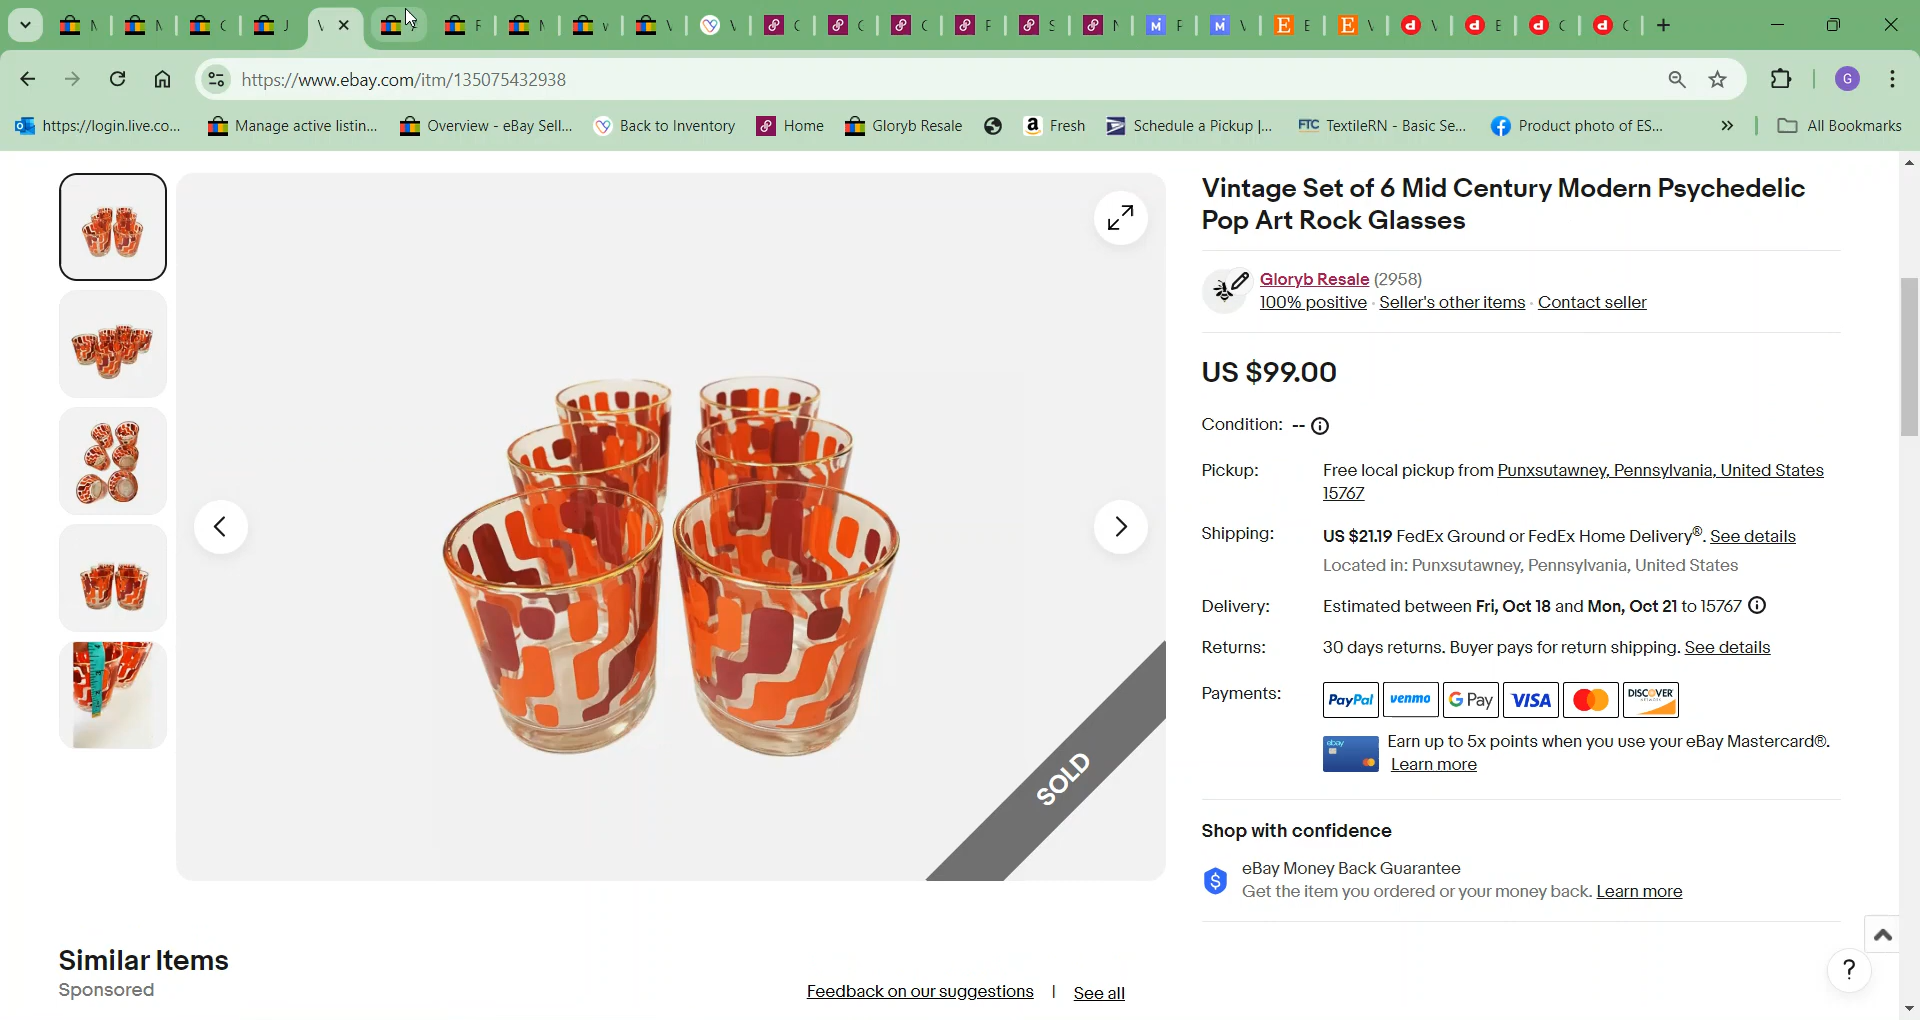 https://www.ebay.com/itm/135075432938
G
https://login.live.co...
Manage active listin...
Overview - eBay Sell...
Back to Inventory
Home
Gloryb Resale
Fresh
Schedule a Pickup |...
FTC
TextileRN - Basic Se...
Product photo of ES...
All Bookmarks
Vintage Set of 6 Mid Century Modern Psychedelic
Pop Art Rock Glasses
Gloryb Resale (2958)
100% positive · Seller's other items · Contact seller
US $99.00
Condition: --
Pickup: Free local pickup from Punxsutawney, Pennsylvania, United States
15767
Shipping: US $21.19 FedEx Ground or FedEx Home Delivery®. See details
Located in: Punxsutawney, Pennsylvania, United States
Delivery: Estimated between Fri, Oct 18 and Mon, Oct 21 to 15767
Returns: 30 days returns. Buyer pays for return shipping. See details
Payments: PayPal venmo G Pay VISA DISCOVER
ebay
Earn up to 5x points when you use your eBay Mastercard®.
Learn more
SOLD
Shop with confidence
eBay Money Back Guarantee
Get the item you ordered or your money back. Learn more
Similar Items
Sponsored
Feedback on our suggestions | See all
?